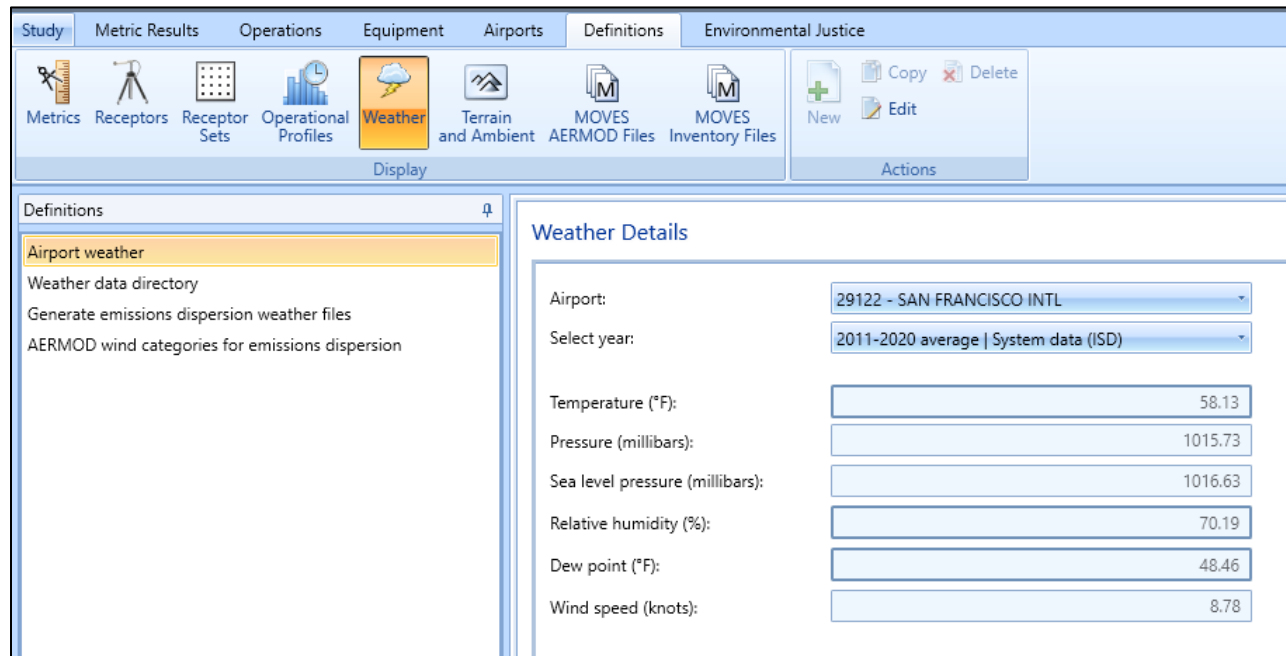 Study Metric Results Operations Equipment Airports Definitions Environmental Justice
Metrics Receptors Receptor Sets Operational Profiles Weather Terrain and Ambient MOVES AERMOD Files MOVES Inventory Files New Copy Delete
Edit
Display Actions
Definitions
Airport weather
Weather data directory
Generate emissions dispersion weather files
AERMOD wind categories for emissions dispersion
Weather Details
Airport: 29122 - SAN FRANCISCO INTL
Select year: 2011-2020 average | System data (ISD)
Temperature (°F): 58.13
Pressure (millibars): 1015.73
Sea level pressure (millibars): 1016.63
Relative humidity (%): 70.19
Dew point (°F): 48.46
Wind speed (knots): 8.78